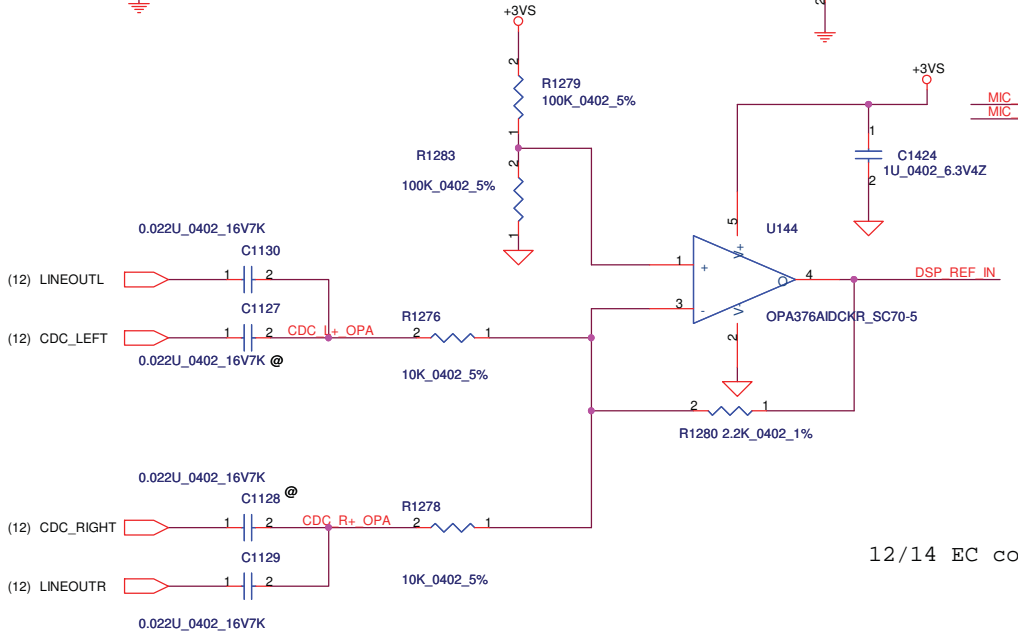 +3VS
2
2
R1279
100K_0402_5%
1
+3VS
MIC_
MIC_
1
C1424
1U_0402_6.3V4Z
2
R1283
2
100K_0402_5%
1
0.022U_0402_16V7K
C1130
(12) LINEOUTL
1
2
C1127
(12) CDC_LEFT
1
2
CDC_L+_OPA
0.022U_0402_16V7K @
R1276
2
1
10K_0402_5%
5
U144
V+
1
+
3
-
O
4
DSP_REF_IN
V-
OPA376AIDCKR_SC70-5
2
2
1
R1280 2.2K_0402_1%
0.022U_0402_16V7K
C1128 @
(12) CDC_RIGHT
1
2
CDC_R+_OPA
R1278
2
1
C1129
(12) LINEOUTR
1
2
10K_0402_5%
0.022U_0402_16V7K
12/14 EC co